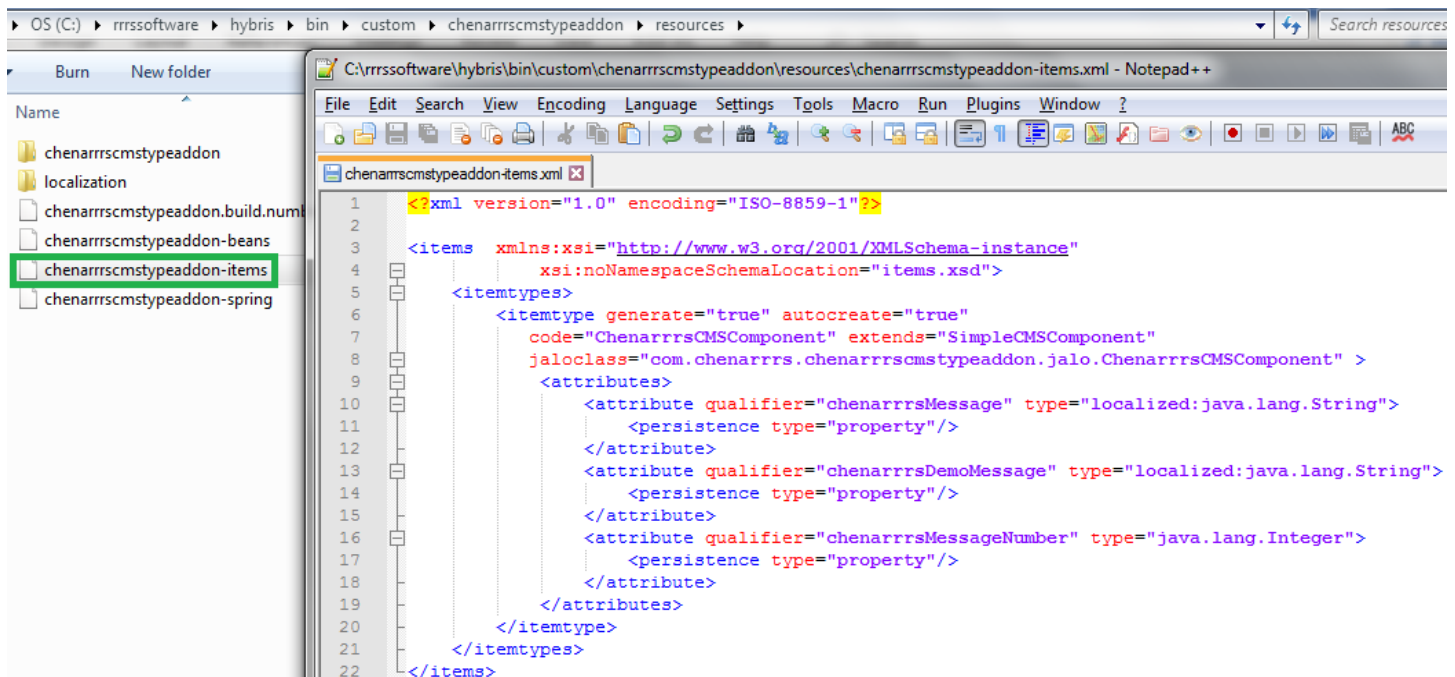 OS (C:) rrrssoftware hybris bin custom chenarrrscmstypeaddon resources Search resources
Burn New folder
Name
chenarrrscmstypeaddon
localization
chenarrrscmstypeaddon.build.numb
chenarrrscmstypeaddon-beans
chenarrrscmstypeaddon-items
chenarrrscmstypeaddon-spring
C:\rrrssoftware\hybris\bin\custom\chenarrrscmstypeaddon\resources\chenarrrscmstypeaddon-items.xml - Notepad++
File Edit Search View Encoding Language Settings Tools Macro Run Plugins Window ?
ABC
chenarrrscmstypeaddon-items.xml
1 <?xml version="1.0" encoding="ISO-8859-1"?>
2
3 <items xmlns:xsi="http://www.w3.org/2001/XMLSchema-instance"
4 xsi:noNamespaceSchemaLocation="items.xsd">
5 <itemtypes>
6 <itemtype generate="true" autocreate="true"
7 code="ChenarrrsCMSComponent" extends="SimpleCMSComponent"
8 jaloclass="com.chenarrrs.chenarrrscmstypeaddon.jalo.ChenarrrsCMSComponent" >
9 <attributes>
10 <attribute qualifier="chenarrrsMessage" type="localized:java.lang.String">
11 <persistence type="property"/>
12 </attribute>
13 <attribute qualifier="chenarrrsDemoMessage" type="localized:java.lang.String">
14 <persistence type="property"/>
15 </attribute>
16 <attribute qualifier="chenarrrsMessageNumber" type="java.lang.Integer">
17 <persistence type="property"/>
18 </attribute>
19 </attributes>
20 </itemtype>
21 </itemtypes>
22 </items>